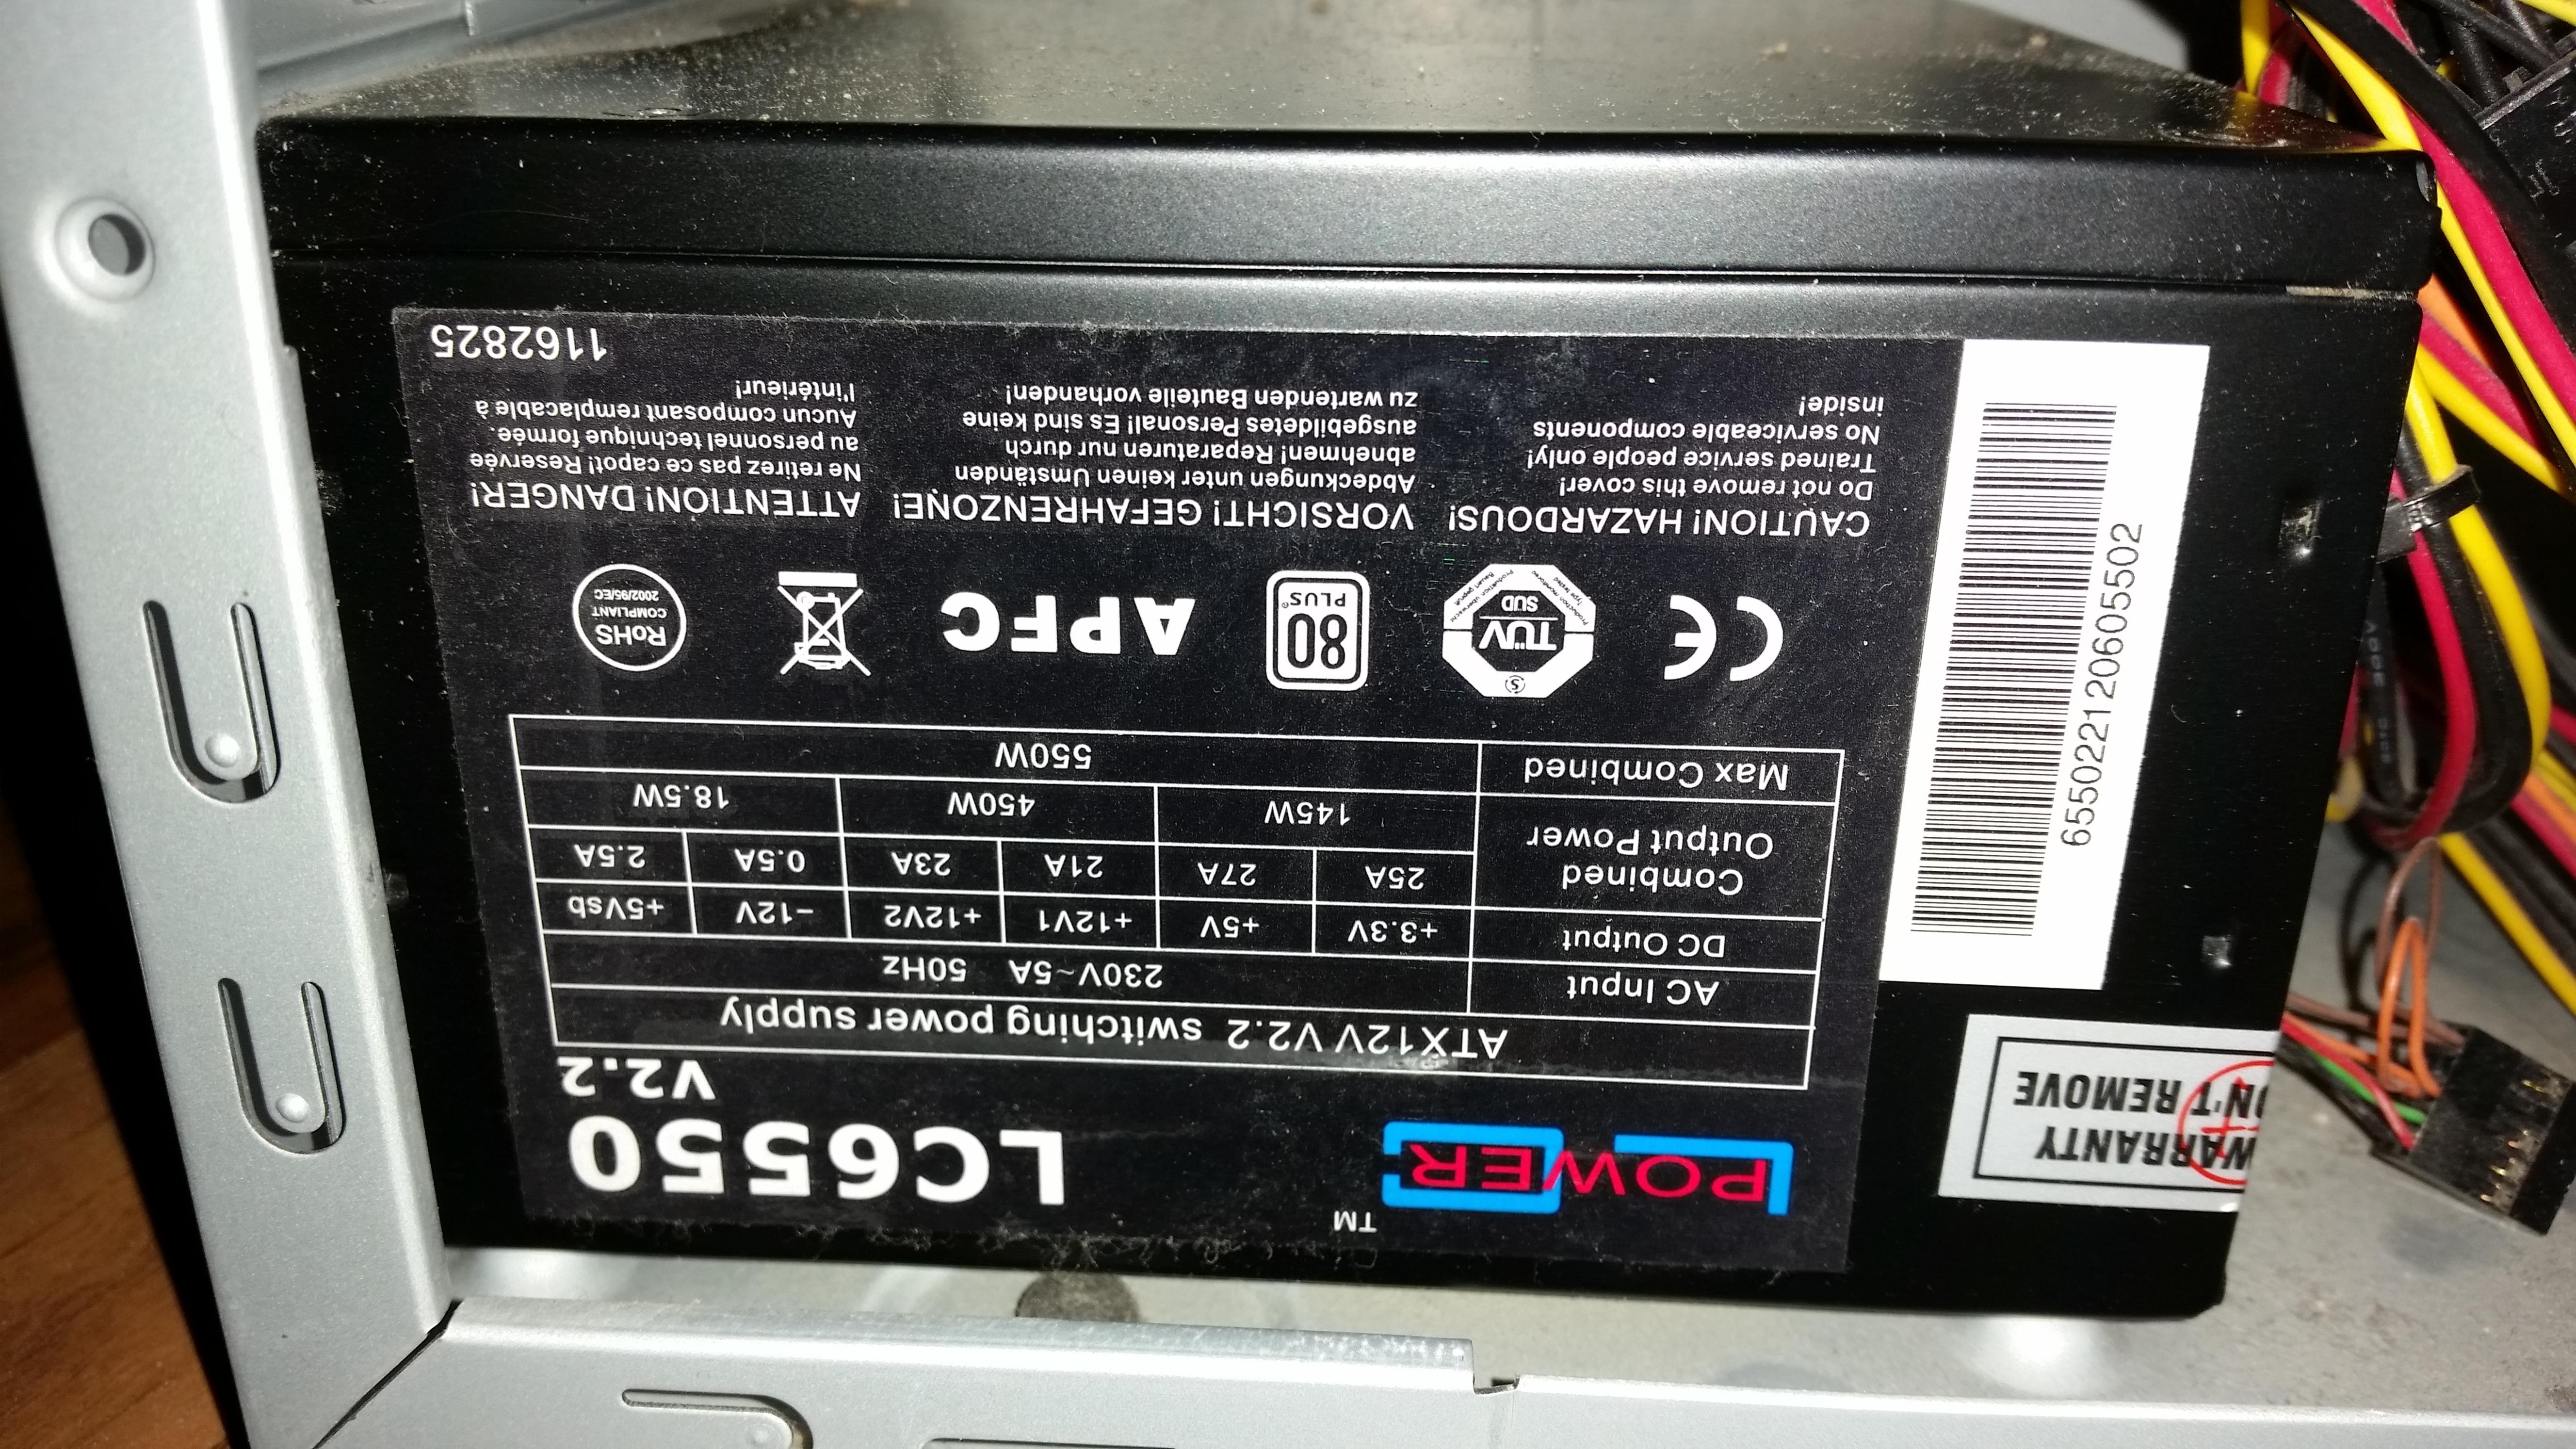 POWER
TM
LC6550
V2.2
ATX12V V2.2 switching power supply
AC Input 230V~5A 50Hz
DC Output +3.3V +5V +12V1 +12V2 -12V +5Vsb
25A 27A 21A 23A 0.5A 2.5A
Combined
Output Power 145W 450W 18.5W
Max Combined 550W
CE
TÜV
SÜD
80
PLUS
APFC
RoHS
COMPLIANT
2002/95/EC
CAUTION! HAZARDOUS!
Do not remove this cover!
Trained service people only!
No serviceable components
inside!
VORSICHT! GEFAHRENZONE!
Abdeckungen unter keinen Umständen
abnehmen! Reparaturen nur durch
ausgebildetes Personal! Es sind keine
zu wartenden Bauteile vorhanden!
ATTENTION! DANGER!
Ne retirez pas ce capot! Reservée
au personnel technique formée.
Aucun composant remplacable à
l'intérieur!
1162825
655022120605502
WARRANTY
ON'T REMOVE